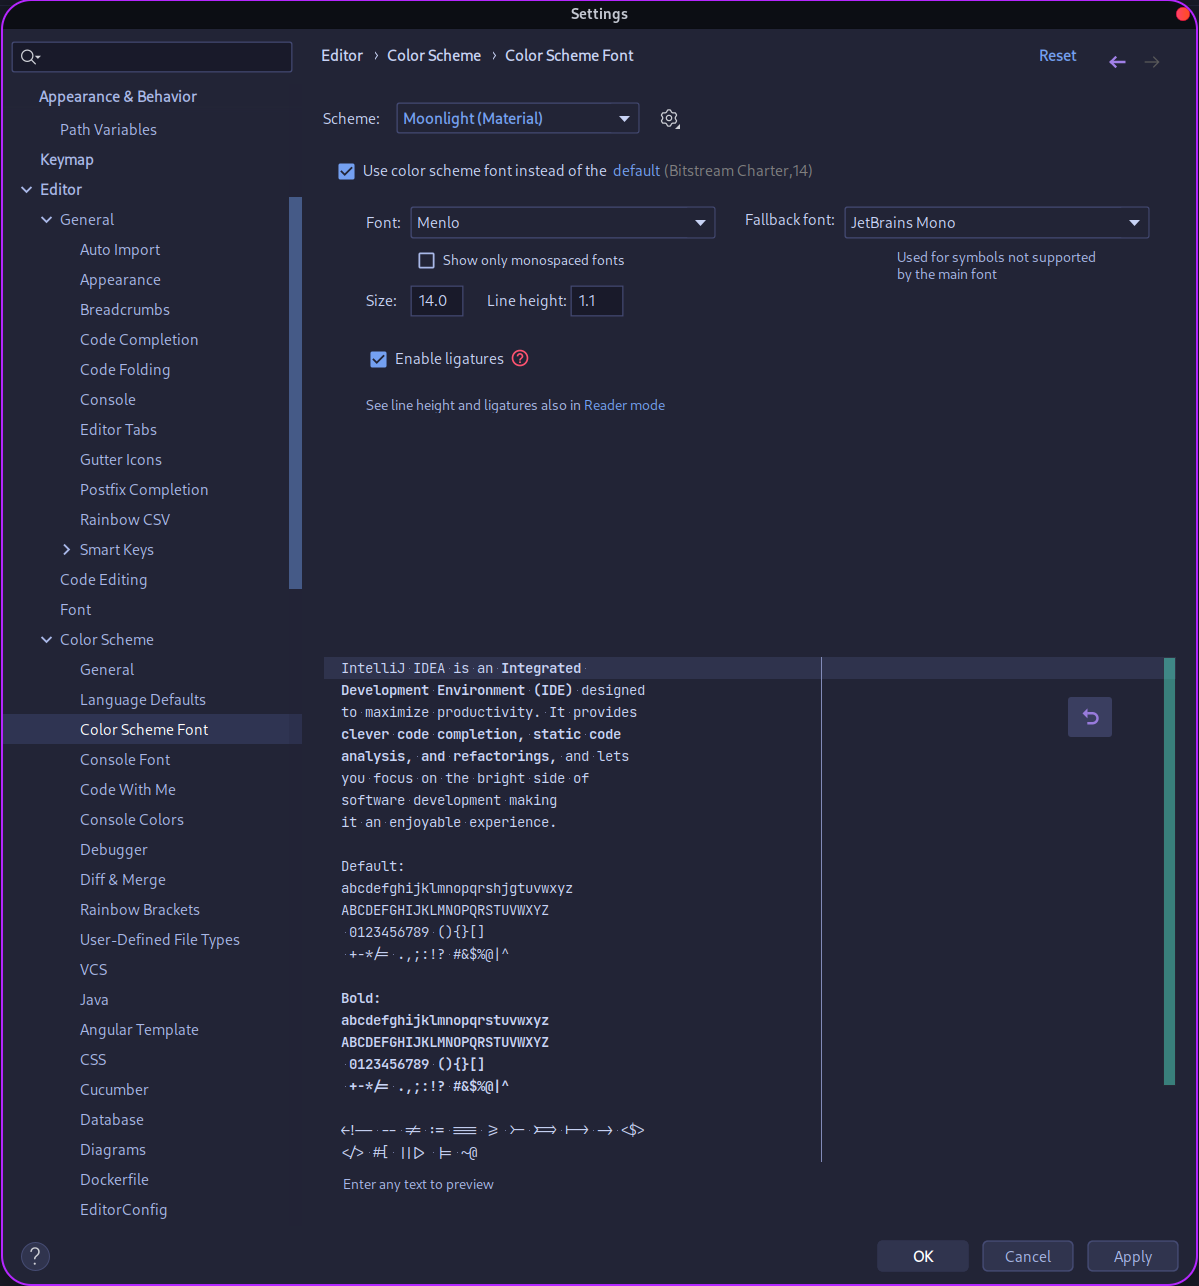 Settings
Editor › Color Scheme › Color Scheme Font
Reset
Appearance & Behavior
Path Variables
Keymap
Editor
General
Auto Import
Appearance
Breadcrumbs
Code Completion
Code Folding
Console
Editor Tabs
Gutter Icons
Postfix Completion
Rainbow CSV
Smart Keys
Code Editing
Font
Color Scheme
General
Language Defaults
Color Scheme Font
Console Font
Code With Me
Console Colors
Debugger
Diff & Merge
Rainbow Brackets
User-Defined File Types
VCS
Java
Angular Template
CSS
Cucumber
Database
Diagrams
Dockerfile
EditorConfig
Scheme: Moonlight (Material)
Use color scheme font instead of the default (Bitstream Charter,14)
Font: Menlo
Fallback font: JetBrains Mono
Show only monospaced fonts
Used for symbols not supported
by the main font
Size: 14.0 Line height: 1.1
Enable ligatures ?
See line height and ligatures also in Reader mode
IntelliJ IDEA is an Integrated
Development Environment (IDE) designed
to maximize productivity. It provides
clever code completion, static code
analysis, and refactorings, and lets
you focus on the bright side of
software development making
it an enjoyable experience.
Default:
abcdefghijklmnopqrshjgtuvwxyz
ABCDEFGHIJKLMNOPQRSTUVWXYZ
0123456789 (){}[]
+-*/= .,;:!? #&$%@|^
Bold:
abcdefghijklmnopqrstuvwxyz
ABCDEFGHIJKLMNOPQRSTUVWXYZ
0123456789 (){}[]
+-*/= .,;:!? #&$%@|^
<!-- -- != := === >= >- >=> |-> -> <$>
</> #[ ||> |= ~@
Enter any text to preview
?
OK
Cancel
Apply